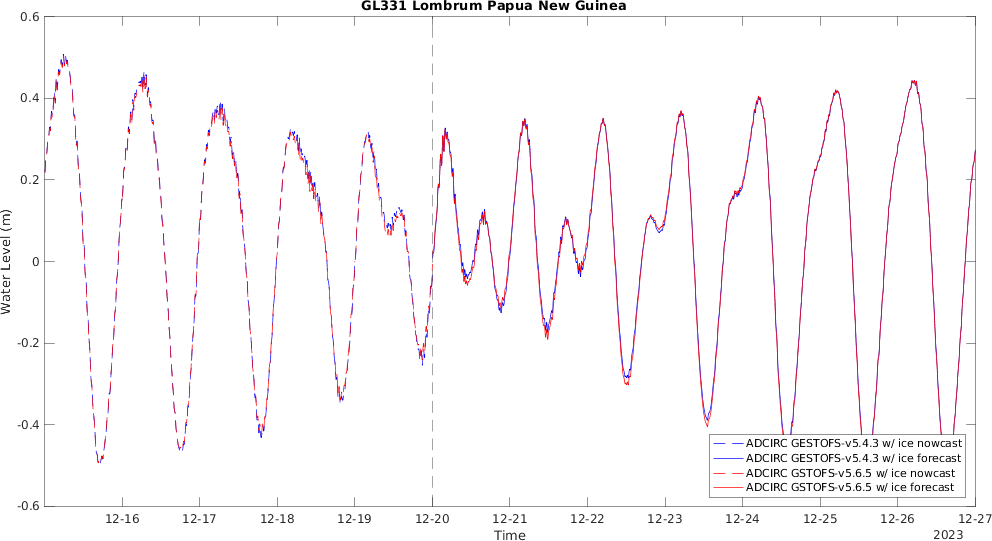 GL331 Lombrum Papua New Guinea
0.6
0.4
0.2
0
-0.2
-0.4
-0.6
Water Level (m)
ADCIRC GESTOFS-v5.4.3 w/ ice nowcast
ADCIRC GESTOFS-v5.4.3 w/ ice forecast
ADCIRC GSTOFS-v5.6.5 w/ ice nowcast
ADCIRC GSTOFS-v5.6.5 w/ ice forecast
12-16 12-17 12-18 12-19 12-20 12-21 12-22 12-23 12-24 12-25 12-26 12-27
Time
2023